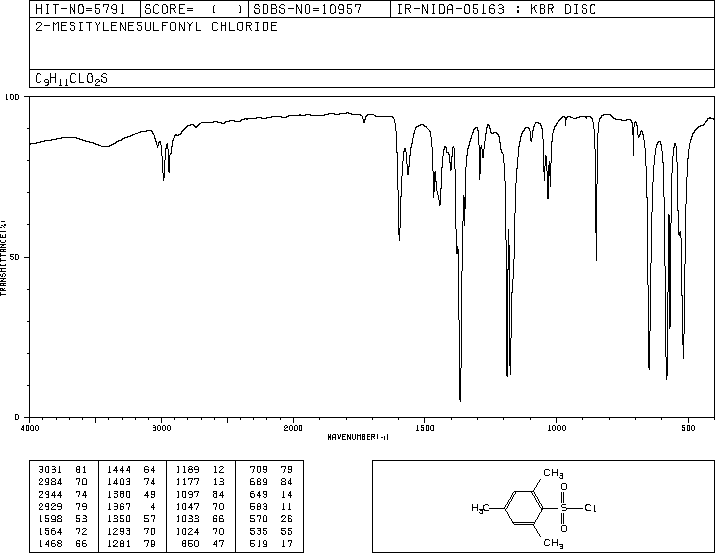 HIT-NO=5791 SCORE= ( ) SDBS-NO=10957 IR-NIDA-05163 : KBR DISC
2-MESITYLENESULFONYL CHLORIDE
C9H11CLO2S
100
50
0
TRANSMITTANCE(%)
4000 3000 2000 1500 1000 500
WAVENUMBER(-1)
3031 81 1444 64 1189 12 709 79
2984 70 1403 74 1177 13 689 84
2944 74 1380 49 1097 84 649 14
2929 79 1367 4 1047 70 583 11
1598 53 1350 57 1033 66 570 26
1564 72 1293 70 1024 70 535 55
1468 66 1281 79 850 47 519 17
CH3
O
H3C S Cl
O
CH3